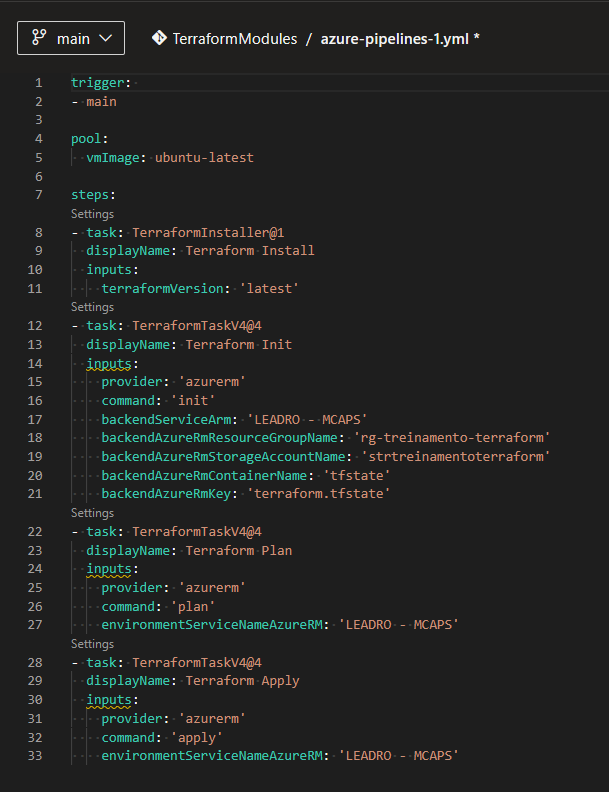 main TerraformModules / azure-pipelines-1.yml *
1 trigger:
2 - main
3
4 pool:
5   vmImage: ubuntu-latest
6
7 steps:
Settings
8 - task: TerraformInstaller@1
9   displayName: Terraform Install
10   inputs:
11     terraformVersion: 'latest'
Settings
12 - task: TerraformTaskV4@4
13   displayName: Terraform Init
14   inputs:
15     provider: 'azurerm'
16     command: 'init'
17     backendServiceArm: 'LEADRO - MCAPS'
18     backendAzureRmResourceGroupName: 'rg-treinamento-terraform'
19     backendAzureRmStorageAccountName: 'strtreinamentoterraform'
20     backendAzureRmContainerName: 'tfstate'
21     backendAzureRmKey: 'terraform.tfstate'
Settings
22 - task: TerraformTaskV4@4
23   displayName: Terraform Plan
24   inputs:
25     provider: 'azurerm'
26     command: 'plan'
27     environmentServiceNameAzureRM: 'LEADRO - MCAPS'
Settings
28 - task: TerraformTaskV4@4
29   displayName: Terraform Apply
30   inputs:
31     provider: 'azurerm'
32     command: 'apply'
33     environmentServiceNameAzureRM: 'LEADRO - MCAPS'